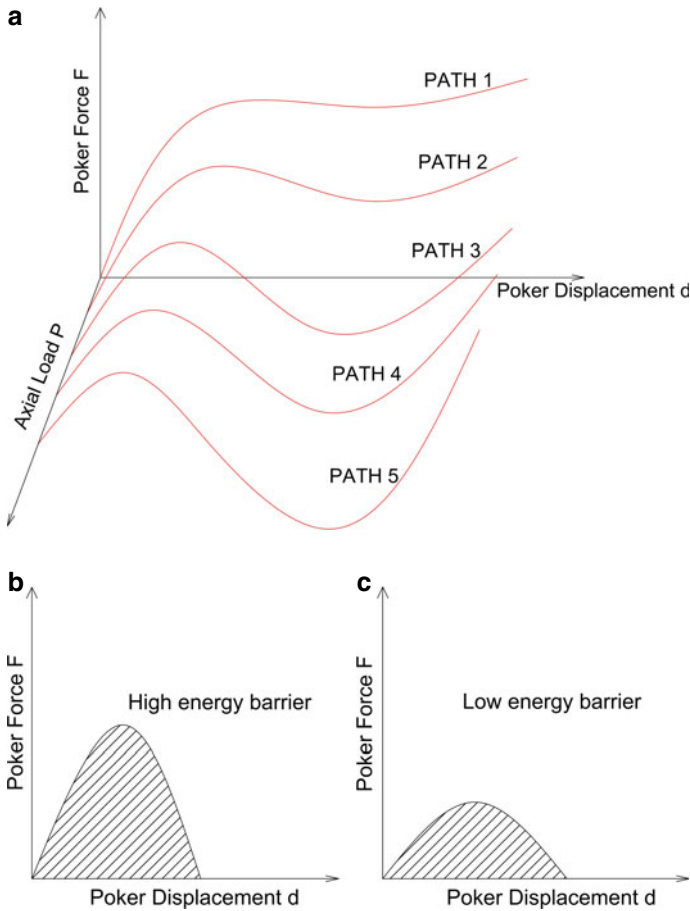 a
Poker Force F
PATH 1
PATH 2
PATH 3
Poker Displacement d
Axial Load P
PATH 4
PATH 5
b
Poker Force F
High energy barrier
Poker Displacement d
c
Poker Force F
Low energy barrier
Poker Displacement d